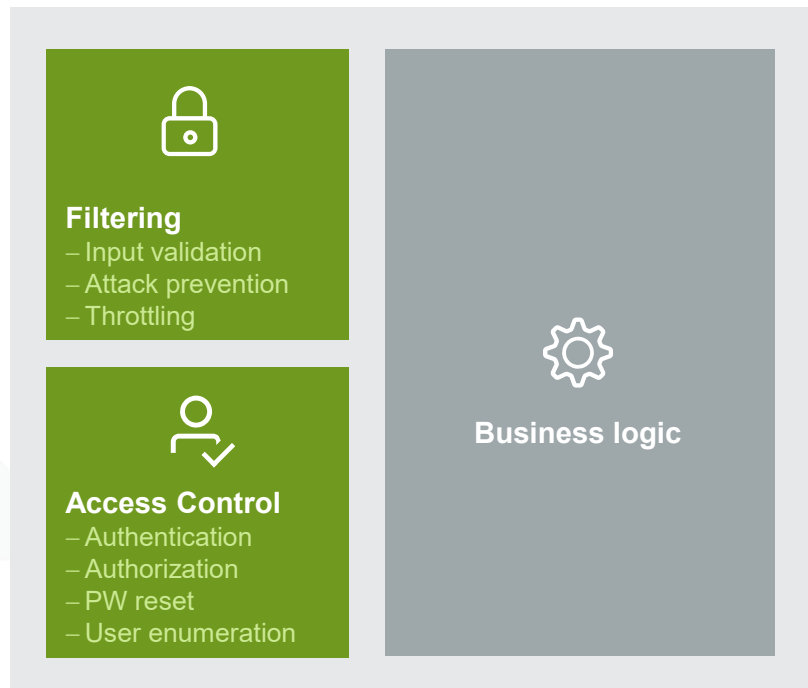 Filtering
– Input validation
– Attack prevention
– Throttling
Access Control
– Authentication
– Authorization
– PW reset
– User enumeration
Business logic